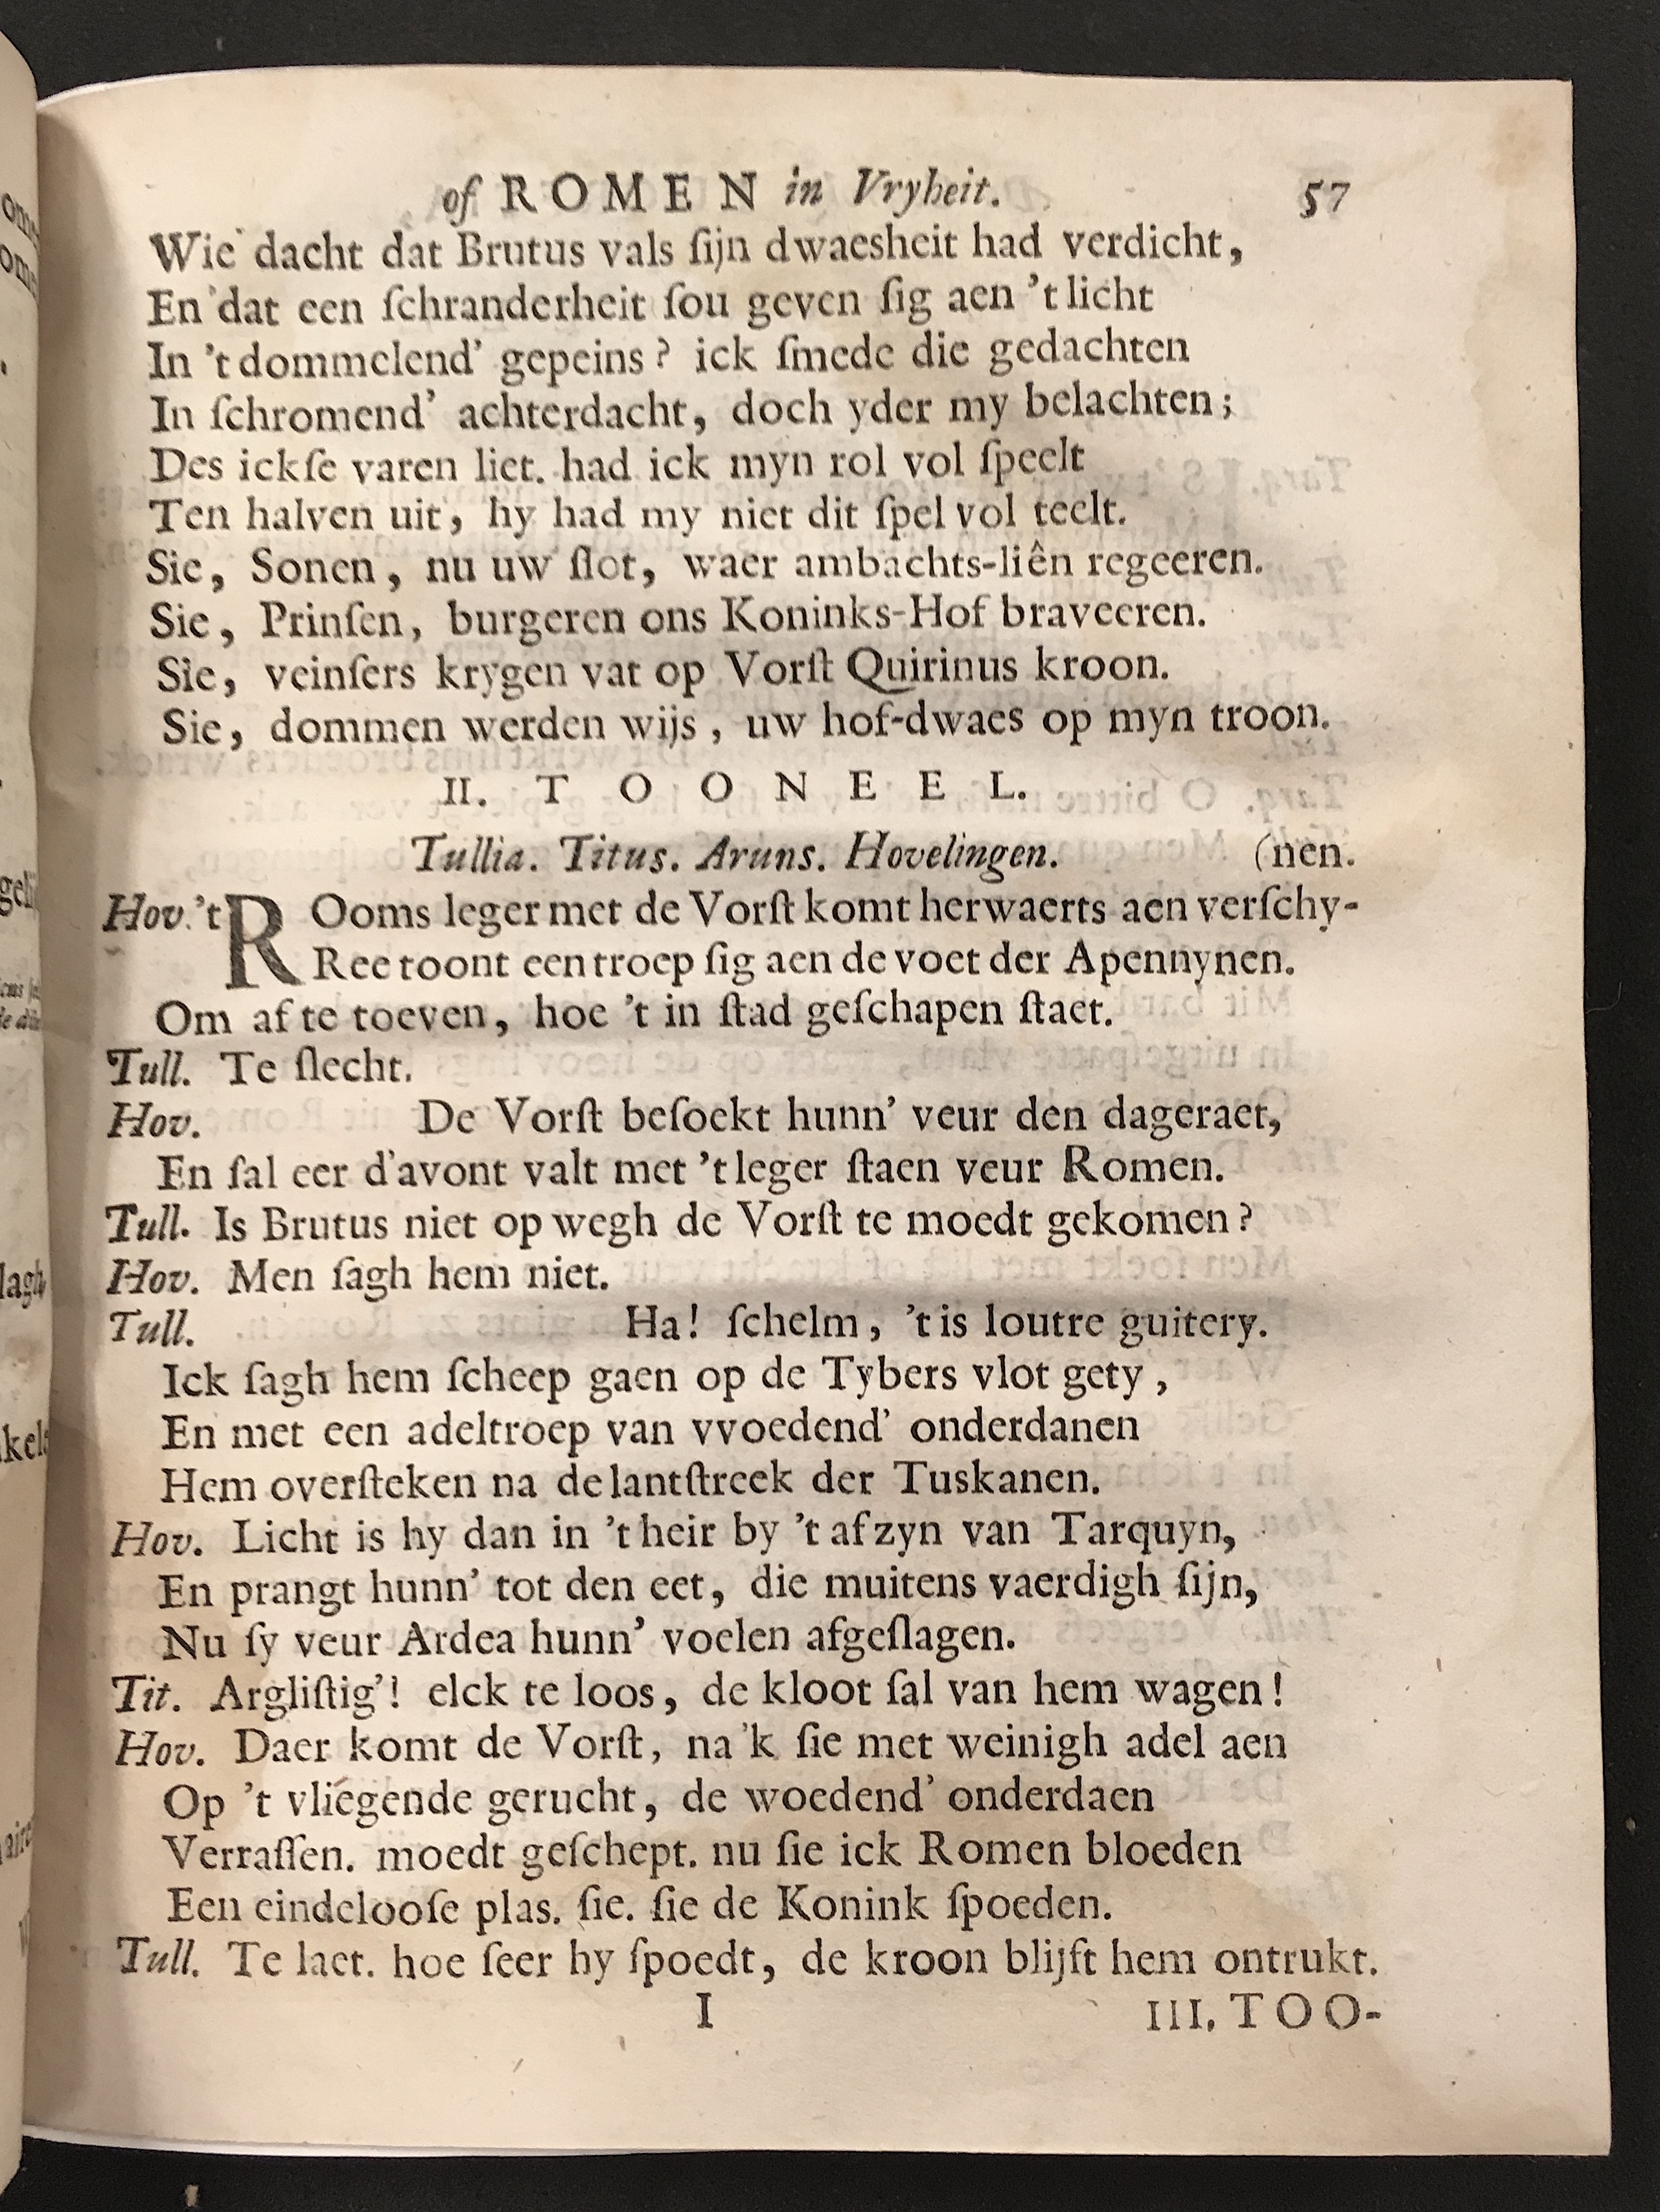 of ROMEN in Vryheit. 57
Wie dacht dat Brutus vals ſijn dwaesheit had verdicht,
En dat een ſchranderheit ſou geven ſig aen 't licht
In 't dommelend' gepeins? ick ſmede die gedachten
In ſchromend' achterdacht, doch yder my belachten;
Des ickſe varen liet. had ick myn rol vol ſpeelt
Ten halven uit, hy had my niet dit ſpel vol teelt.
Sie, Sonen, nu uw ſlot, waer ambachts-liên regeeren.
Sie, Prinſen, burgeren ons Koninks-Hof braveeren.
Sie, veinſers krygen vat op Vorſt Quirinus kroon.
Sie, dommen werden wijs, uw hof-dwaes op myn troon.
II. TOONEEL.
Tullia. Titus. Aruns. Hovelingen. (nen.
Hov. 't ROoms leger met de Vorſt komt herwaerts aen verſchy-
Ree toont een troep ſig aen de voet der Apennynen.
Om af te toeven, hoe 't in ſtad geſchapen ſtaet.
Tull. Te ſlecht.
Hov. De Vorſt beſoekt hunn' veur den dageraet,
En ſal eer d'avont valt met 't leger ſtaen veur Romen.
Tull. Is Brutus niet op wegh de Vorſt te moedt gekomen?
Hov. Men ſagh hem niet.
Tull. Ha! ſchelm, 't is loutre guitery.
Ick ſagh hem ſcheep gaen op de Tybers vlot gety,
En met een adeltroep van vvoedend' onderdanen
Hem overſteken na de lantſtreek der Tuskanen.
Hov. Licht is hy dan in 't heir by 't af zyn van Tarquyn,
En prangt hunn' tot den eet, die muitens vaerdigh ſijn,
Nu ſy veur Ardea hunn' voelen afgeſlagen.
Tit. Argliſtig'! elck te loos, de kloot ſal van hem wagen!
Hov. Daer komt de Vorſt, na 'k ſie met weinigh adel aen
Op 't vliegende gerucht, de woedend' onderdaen
Verraſſen. moedt geſchept. nu ſie ick Romen bloeden
Een eindelooſe plas. ſie. ſie de Konink ſpoeden.
Tull. Te laet. hoe ſeer hy ſpoedt, de kroon blijft hem ontrukt.
I III. TOO-